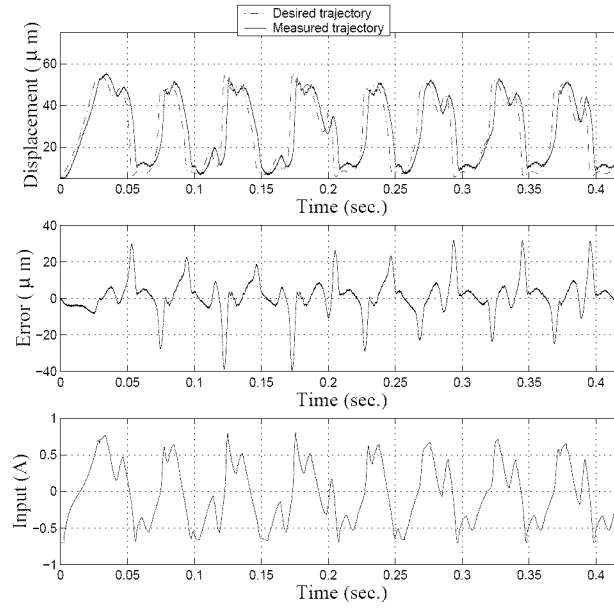 Desired trajectory
Measured trajectory
Displacement ( μ m)
60
40
20
0 0.05 0.1 0.15 0.2 0.25 0.3 0.35 0.4
Time (sec.)
Error ( μ m)
40
20
0
−20
−40
0 0.05 0.1 0.15 0.2 0.25 0.3 0.35 0.4
Time (sec.)
Input (A)
1
0.5
0
−0.5
−1
0 0.05 0.1 0.15 0.2 0.25 0.3 0.35 0.4
Time (sec.)